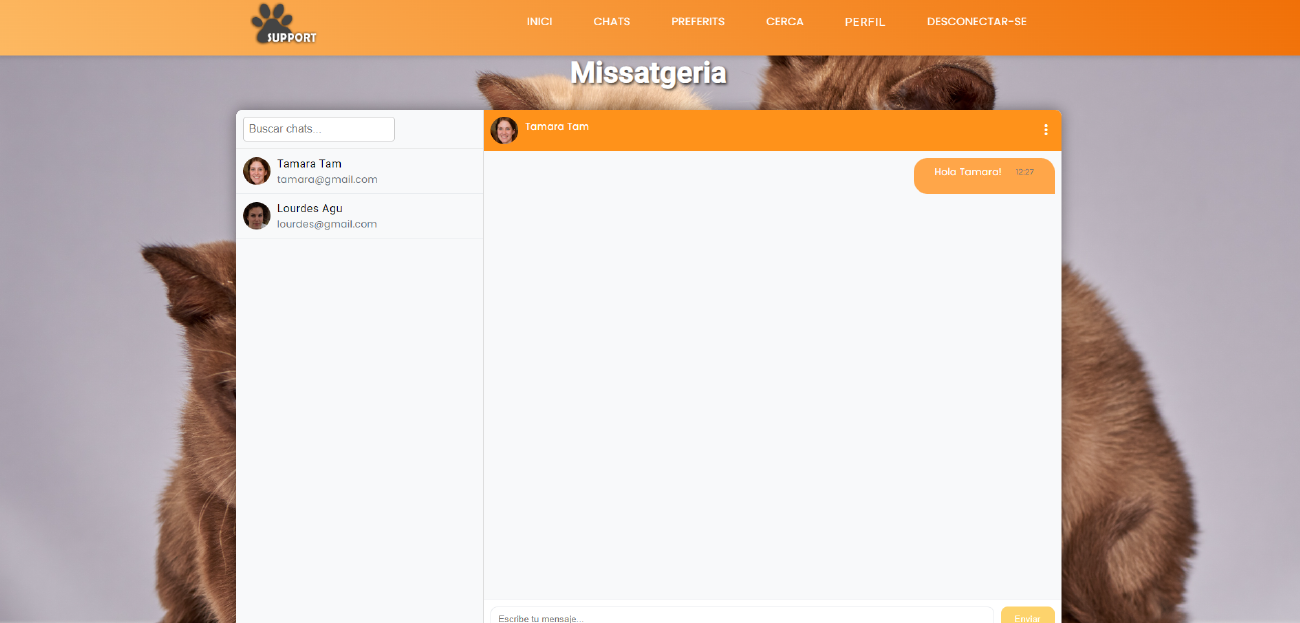 SUPPORT
INICI CHATS PREFERITS CERCA PERFIL DESCONECTAR-SE
Missatgeria
Buscar chats...
Tamara Tam
tamara@gmail.com
Lourdes Agu
lourdes@gmail.com
Tamara Tam
Hola Tamara! 12:27
Escribe tu mensaje...
Enviar